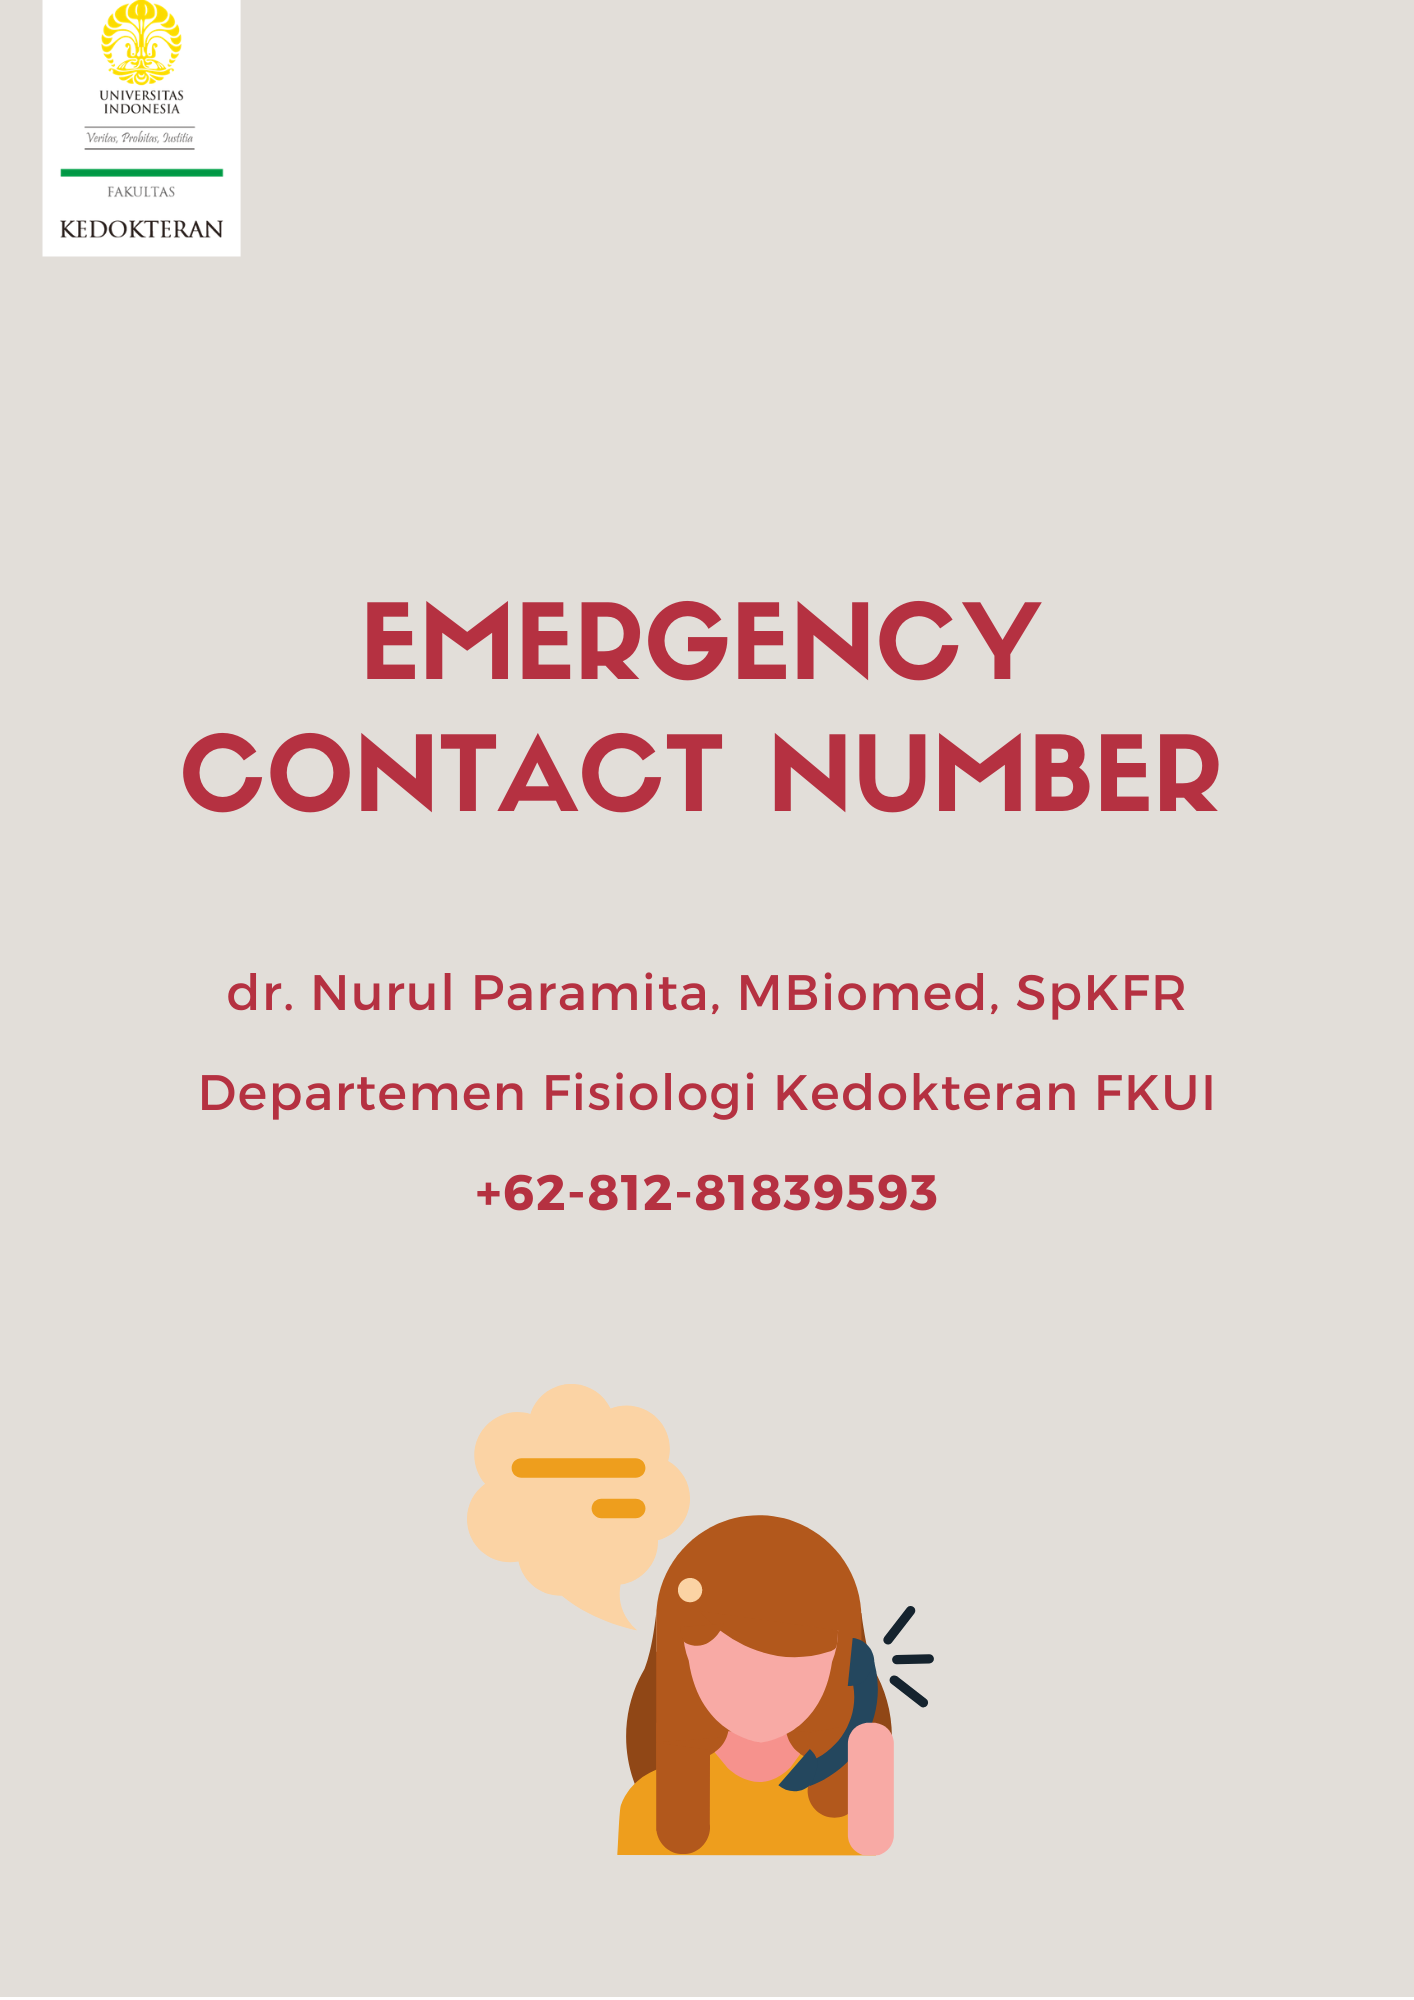 UNIVERSITAS
INDONESIA
Veritas, Probitas, Justitia
FAKULTAS
KEDOKTERAN
EMERGENCY
CONTACT NUMBER
dr. Nurul Paramita, MBiomed, SpKFR
Departemen Fisiologi Kedokteran FKUI
+62-812-81839593